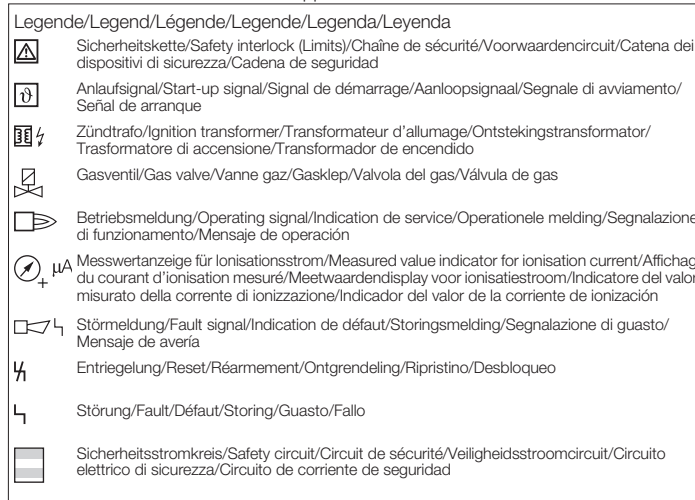 Legende/Legend/Légende/Legende/Legenda/Leyenda
Sicherheitskette/Safety interlock (Limits)/Chaîne de sécurité/Voorwaardencircuit/Catena dei
dispositivi di sicurezza/Cadena de seguridad
ϑ Anlaufsignal/Start-up signal/Signal de démarrage/Aanloopsignaal/Segnale di avviamento/
Señal de arranque
Zündtrafo/Ignition transformer/Transformateur d'allumage/Ontstekingstransformator/
Trasformatore di accensione/Transformador de encendido
Gasventil/Gas valve/Vanne gaz/Gasklep/Valvola del gas/Válvula de gas
Betriebsmeldung/Operating signal/Indication de service/Operationele melding/Segnalazione
di funzionamento/Mensaje de operación
+ µA Messwertanzeige für Ionisationsstrom/Measured value indicator for ionisation current/Affichag
du courant d'ionisation mesuré/Meetwaardendisplay voor ionisatiestroom/Indicatore del valor
misurato della corrente di ionizzazione/Indicador del valor de la corriente de ionización
Störmeldung/Fault signal/Indication de défaut/Storingsmelding/Segnalazione di guasto/
Mensaje de avería
Entriegelung/Reset/Réarmement/Ontgrendeling/Ripristino/Desbloqueo
Störung/Fault/Défaut/Storing/Guasto/Fallo
Sicherheitsstromkreis/Safety circuit/Circuit de sécurité/Veiligheidsstroomcircuit/Circuito
elettrico di sicurezza/Circuito de corriente de seguridad